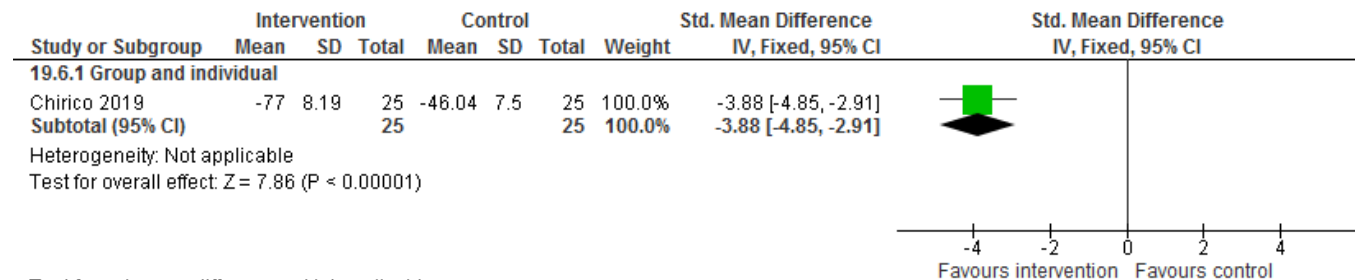 Intervention Control Std. Mean Difference Std. Mean Difference
Study or Subgroup Mean SD Total Mean SD Total Weight IV, Fixed, 95% CI IV, Fixed, 95% CI
19.6.1 Group and individual
Chirico 2019 -77 8.19 25 -46.04 7.5 25 100.0% -3.88 [-4.85, -2.91]
Subtotal (95% CI) 25 25 100.0% -3.88 [-4.85, -2.91]
Heterogeneity: Not applicable
Test for overall effect: Z = 7.86 (P < 0.00001)
-4 -2 0 2 4
Favours intervention Favours control